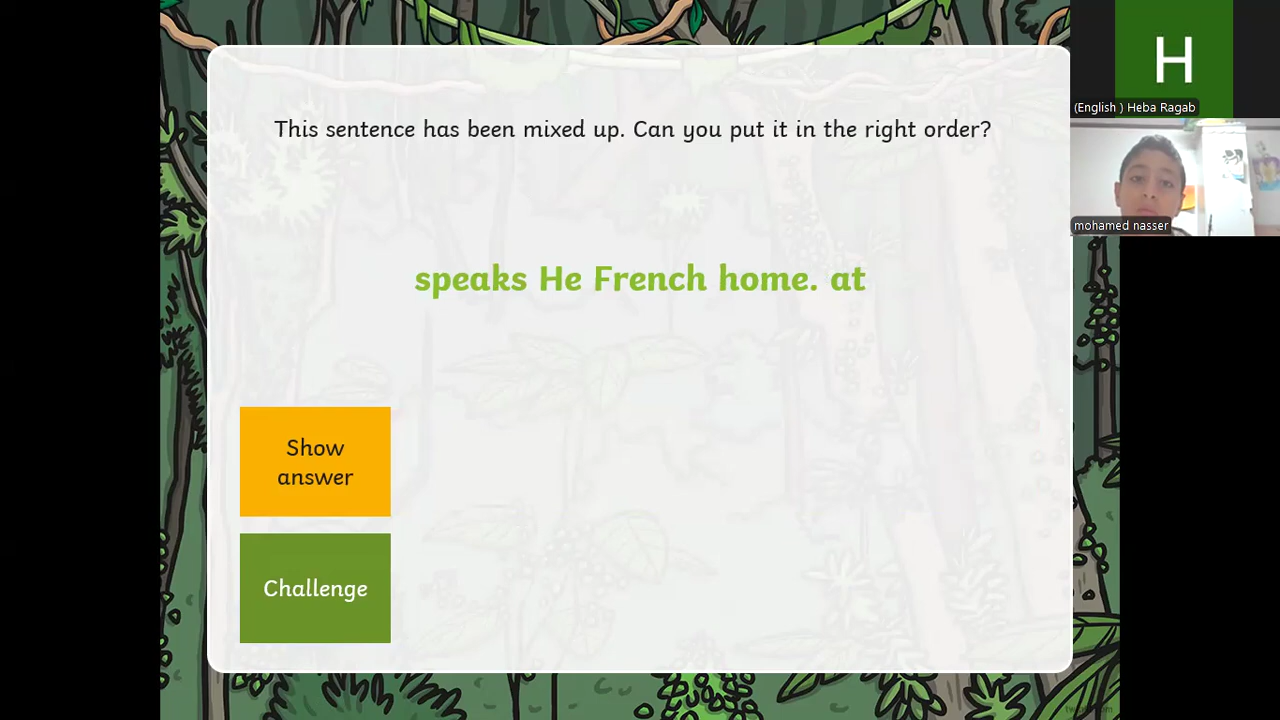 This sentence has been mixed up. Can you put it in the right order?
speaks He French home. at
Show
answer
Challenge
H
(English ) Heba Ragab
mohamed nasser